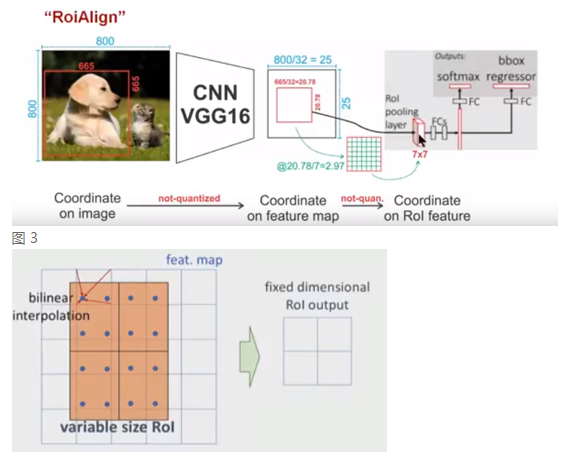 “RoiAlign”
800
665
665
800
CNN
VGG16
800/32 = 25
665/32=20.78
20.78
25
@20.78/7=2.97
Outputs:
softmax
bbox
regressor
RoI
pooling
layer
FC
FC
FCs
7x7
Coordinate
on image
not-quantized
Coordinate
on feature map
not-quan.
Coordinate
on RoI feature
图 3
feat. map
bilinear
interpolation
variable size RoI
fixed dimensional
RoI output